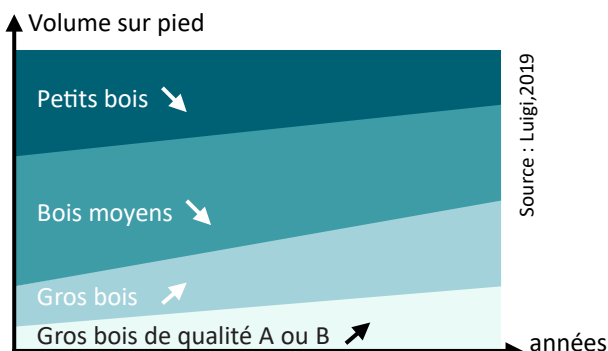 Volume sur pied
Petits bois
Bois moyens
Gros bois
Gros bois de qualité A ou B
années
Source : Luigi,2019